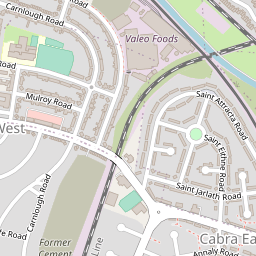 Carnlough Road
Valeo Foods
Road
Mulroy Road
Saint Attracta Road
West
Saint Eithne Road
Carnlough Road
Saint Jarlath Road
Former
Cement
Line
Cabra Ea
Annaly Road